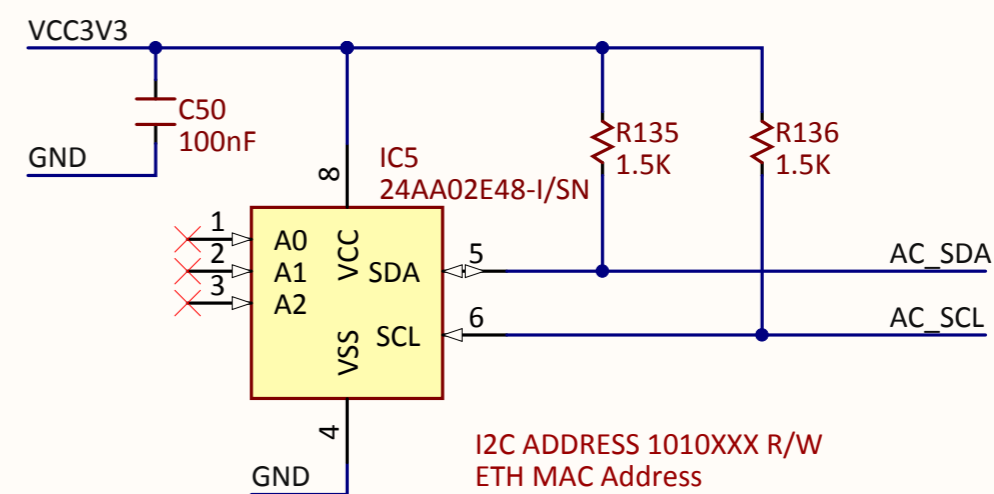 VCC3V3
C50
100nF
GND
R135
1.5K
R136
1.5K
IC5
24AA02E48-I/SN
8
1
2
3
A0
A1
A2
VCC
SDA
5
AC_SDA
VSS
SCL
6
AC_SCL
4
GND
I2C ADDRESS 1010XXX R/W
ETH MAC Address